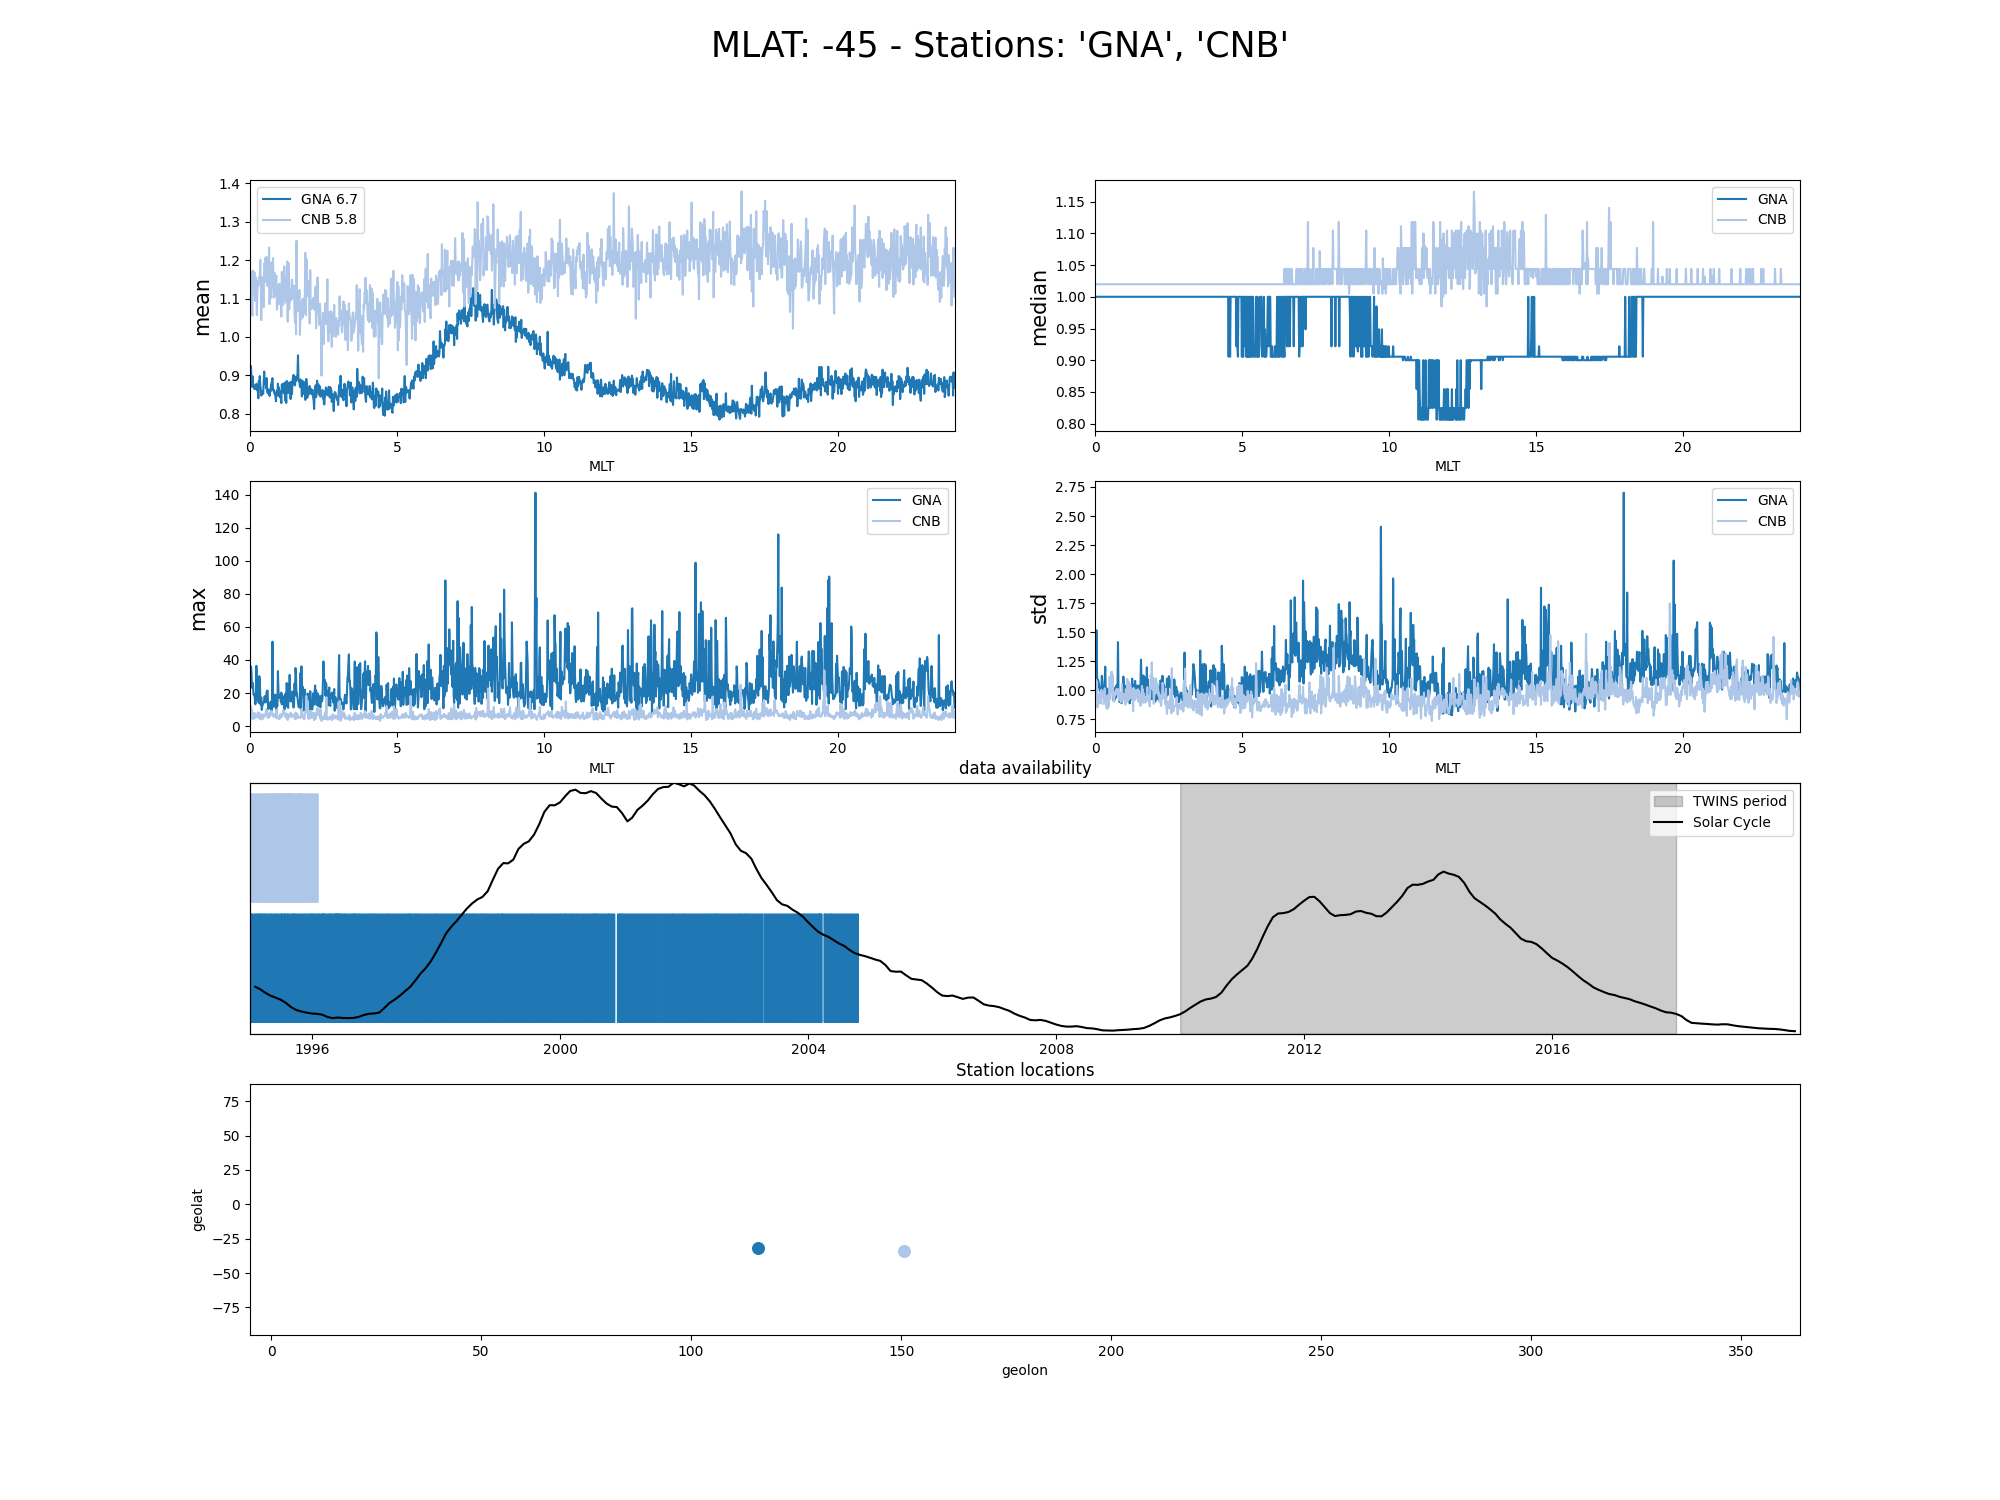 MLAT: -45 - Stations: 'GNA', 'CNB'
mean
1.4
1.3
1.2
1.1
1.0
0.9
0.8
GNA 6.7
CNB 5.8
0 5 10 15 20
MLT
median
1.15
1.10
1.05
1.00
0.95
0.90
0.85
0.80
GNA
CNB
0 5 10 15 20
MLT
max
140
120
100
80
60
40
20
0
GNA
CNB
0 5 10 15 20
MLT
std
2.75
2.50
2.25
2.00
1.75
1.50
1.25
1.00
0.75
GNA
CNB
0 5 10 15 20
MLT
data availability
TWINS period
Solar Cycle
1996 2000 2004 2008 2012 2016
Station locations
geolat
75
50
25
0
−25
−50
−75
0 50 100 150 200 250 300 350
geolon